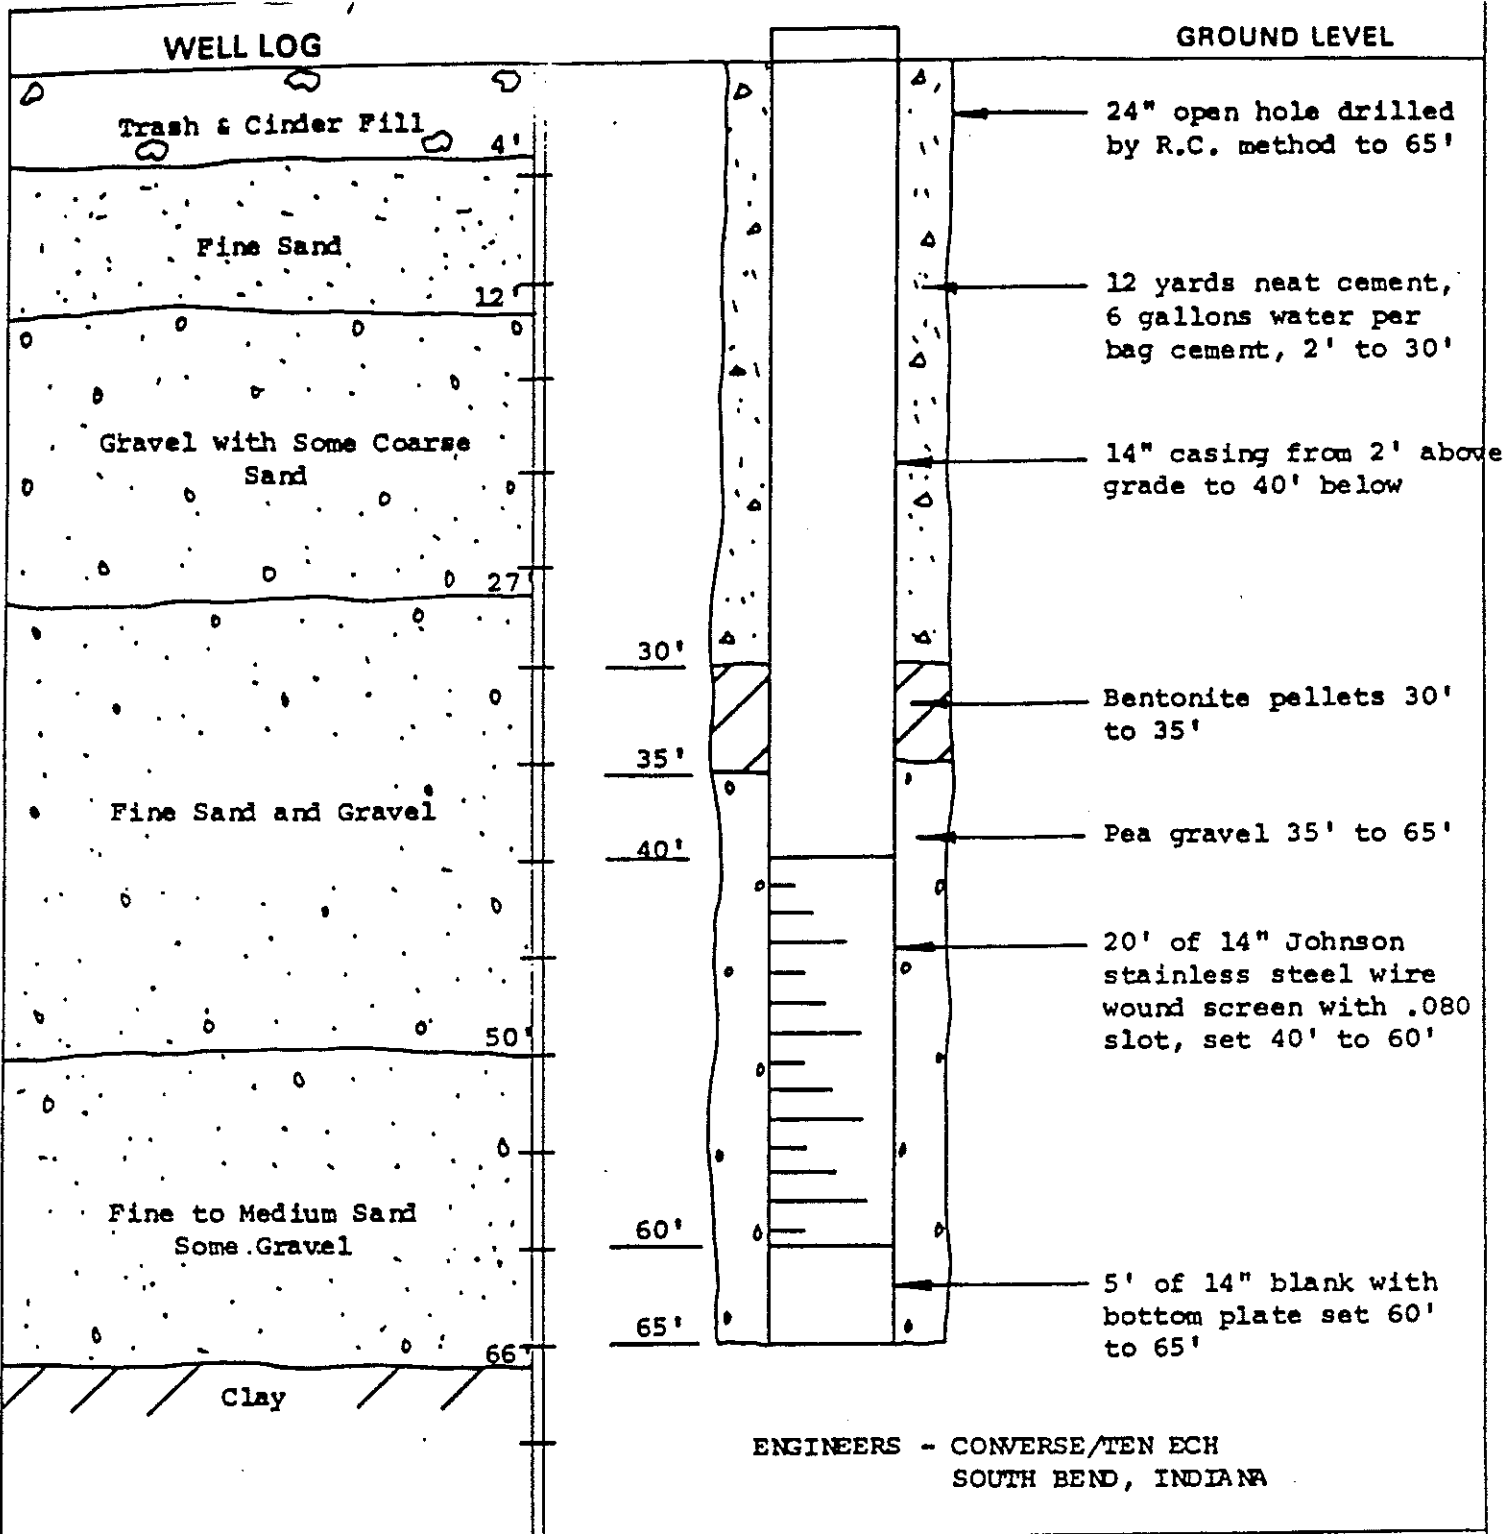 WELL LOG
Trash & Cinder Fill
4'
Fine Sand
12'
Gravel with Some Coarse
Sand
27'
Fine Sand and Gravel
50'
Fine to Medium Sand
Some Gravel
66'
Clay
30'
35'
40'
60'
65'
GROUND LEVEL
24" open hole drilled
by R.C. method to 65'
12 yards neat cement,
6 gallons water per
bag cement, 2' to 30'
14" casing from 2' above
grade to 40' below
Bentonite pellets 30'
to 35'
Pea gravel 35' to 65'
20' of 14" Johnson
stainless steel wire
wound screen with .080
slot, set 40' to 60'
5' of 14" blank with
bottom plate set 60'
to 65'
ENGINEERS - CONVERSE/TEN ECH
SOUTH BEND, INDIANA